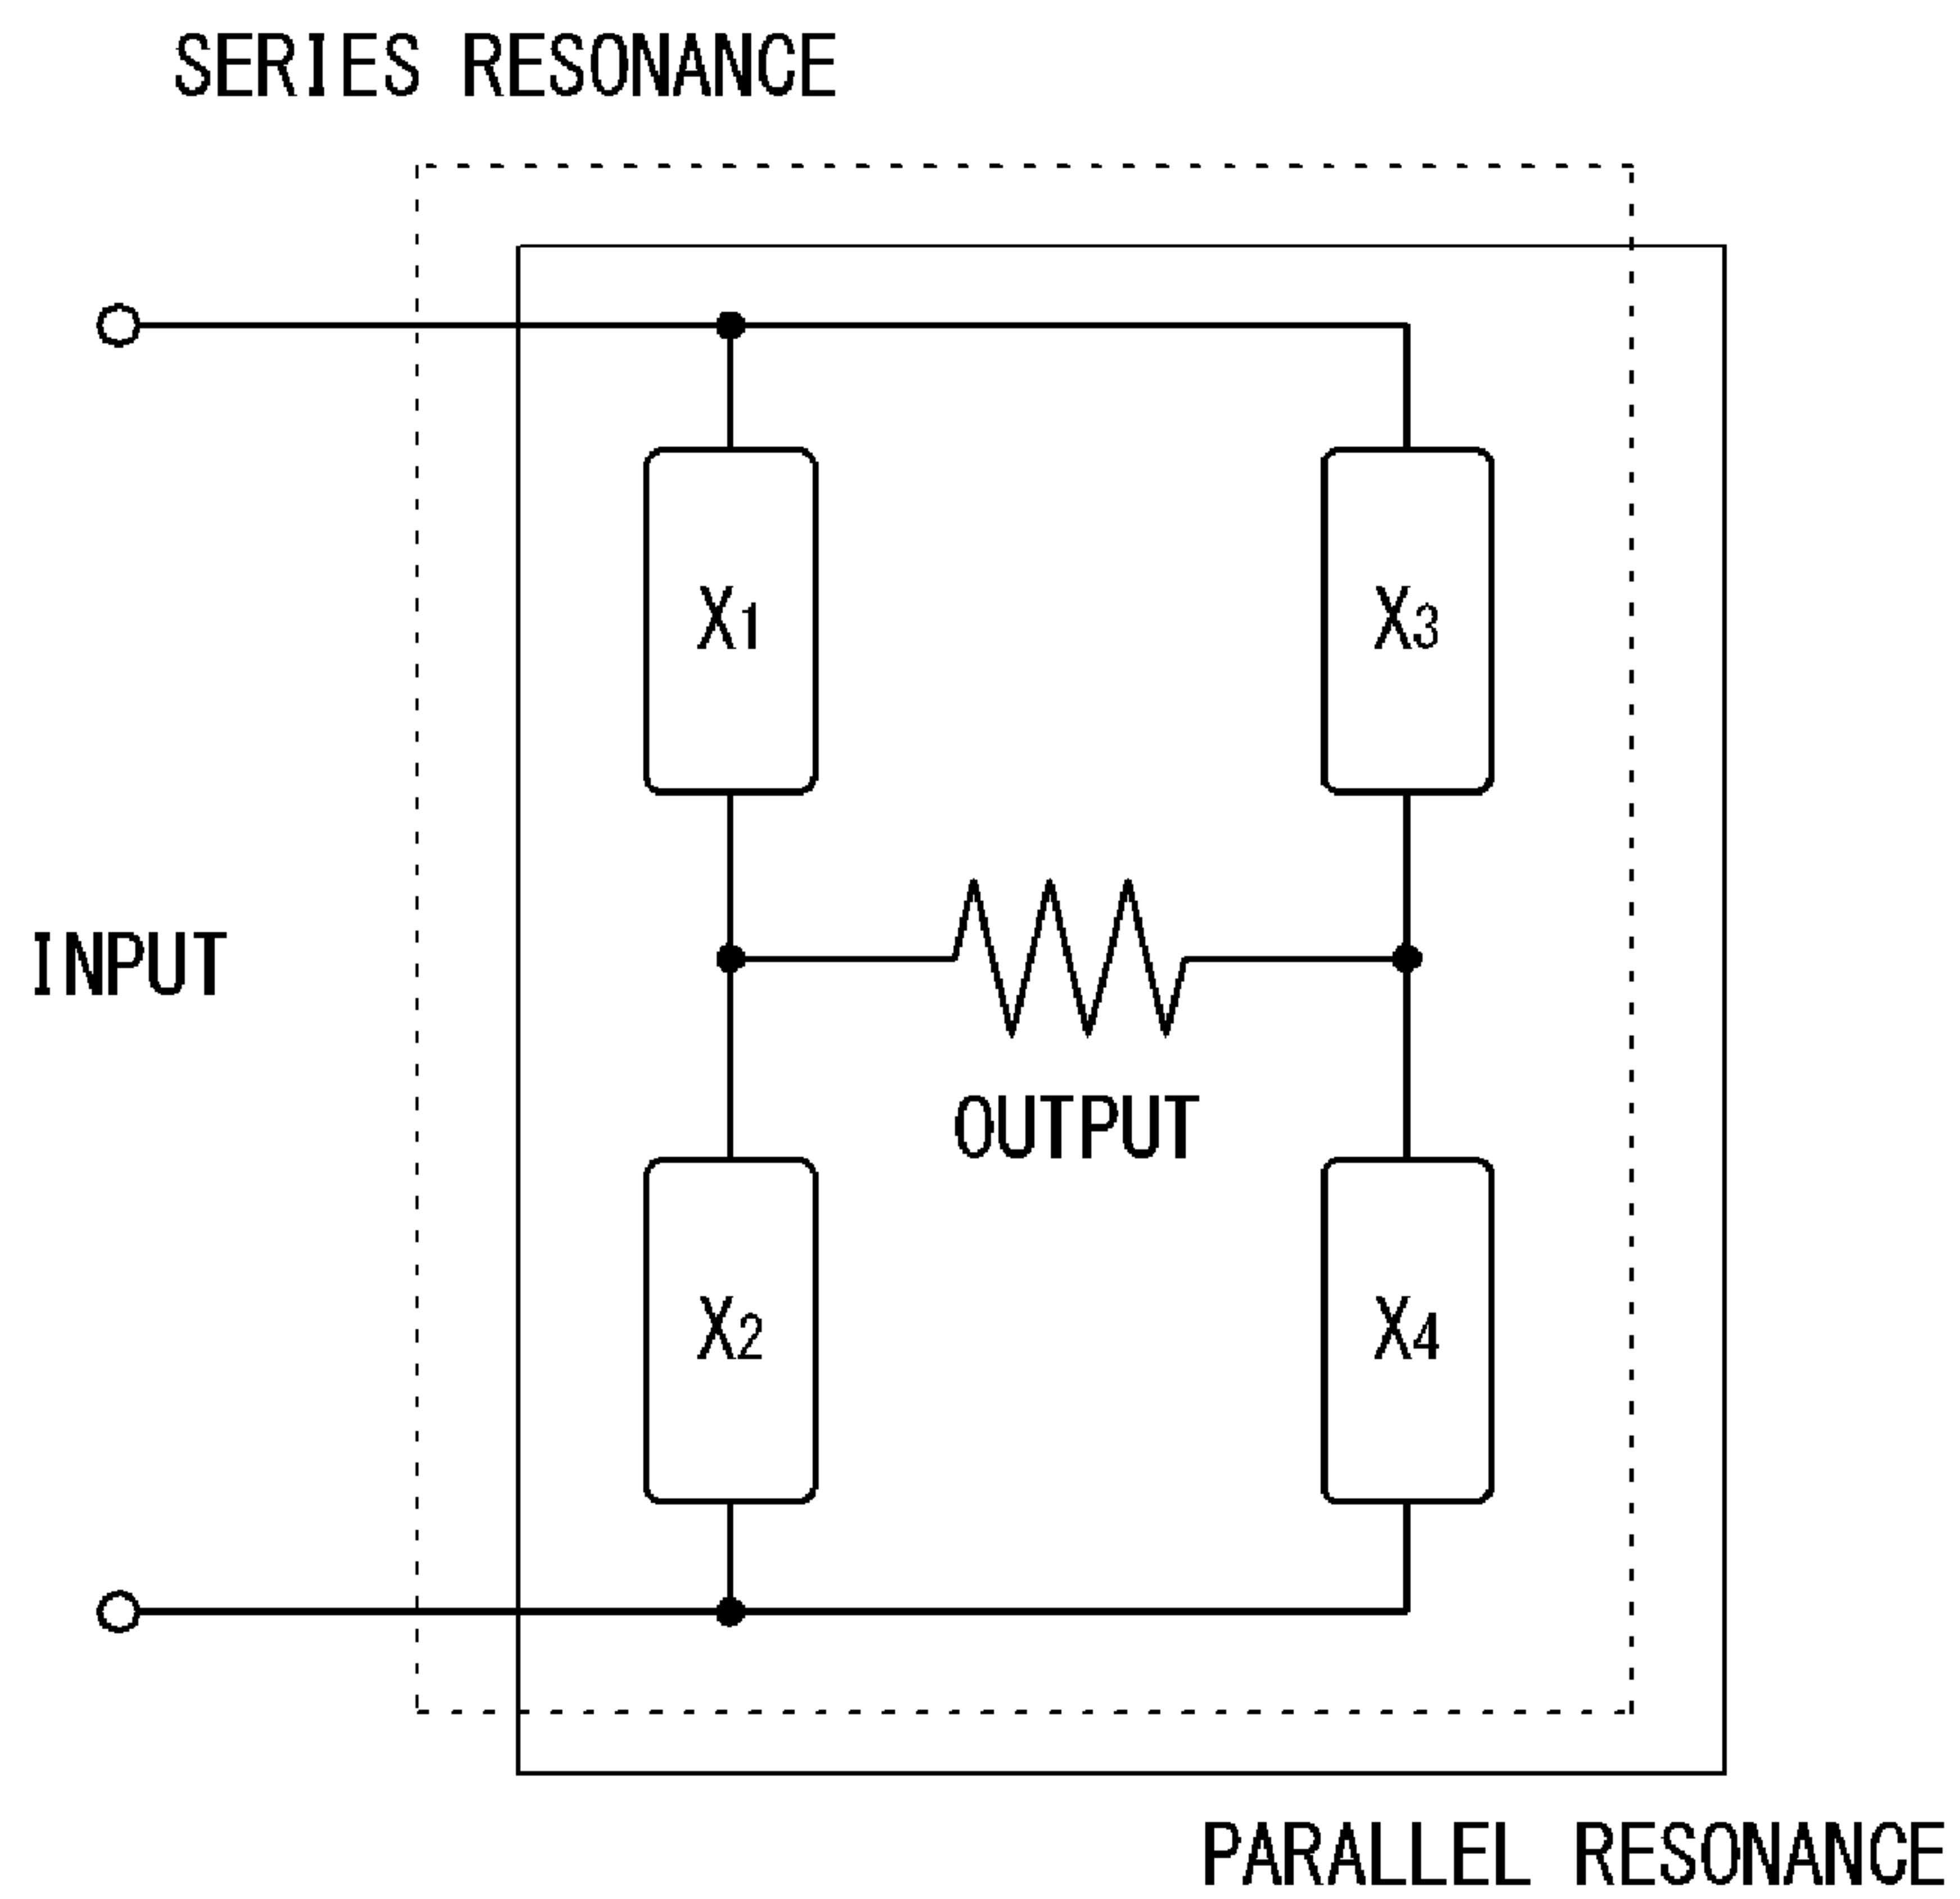 SERIES RESONANCE
X1
X3
INPUT
OUTPUT
X2
X4
PARALLEL RESONANCE